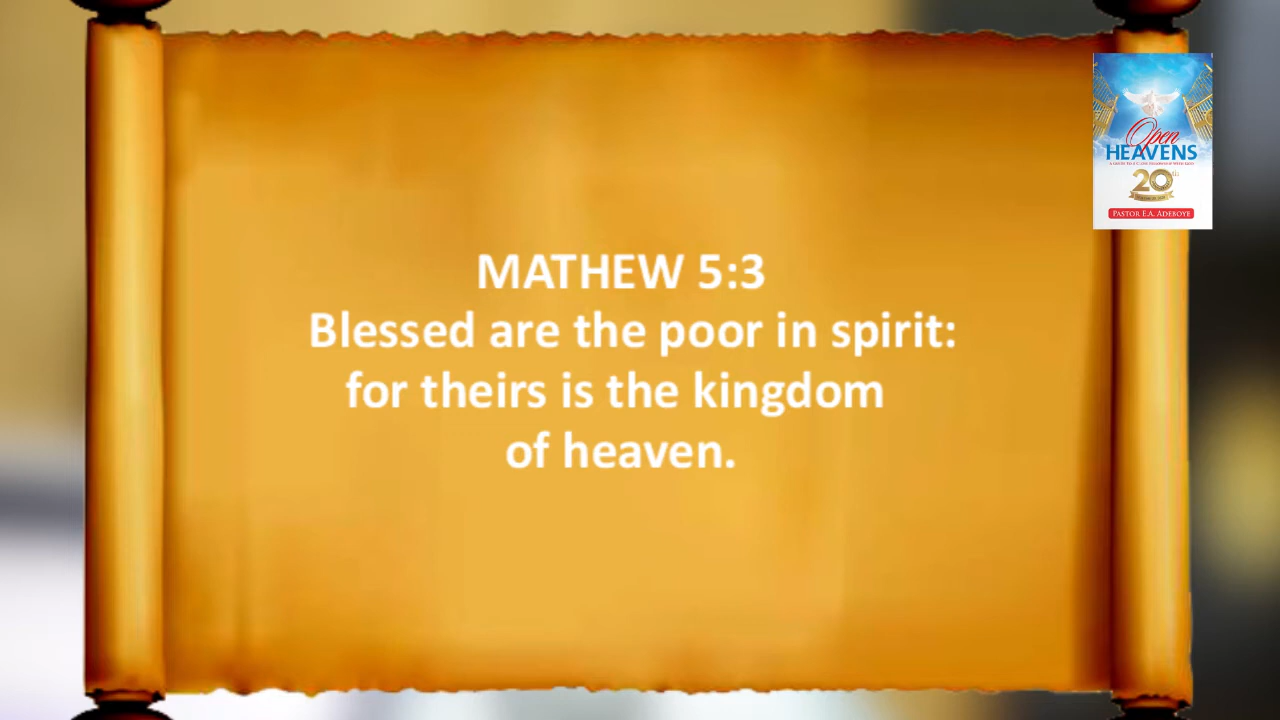 MATHEW 5:3
Blessed are the poor in spirit:
for theirs is the kingdom
of heaven.
Open
HEAVENS
20th
PASTOR E.A. ADEBOYE